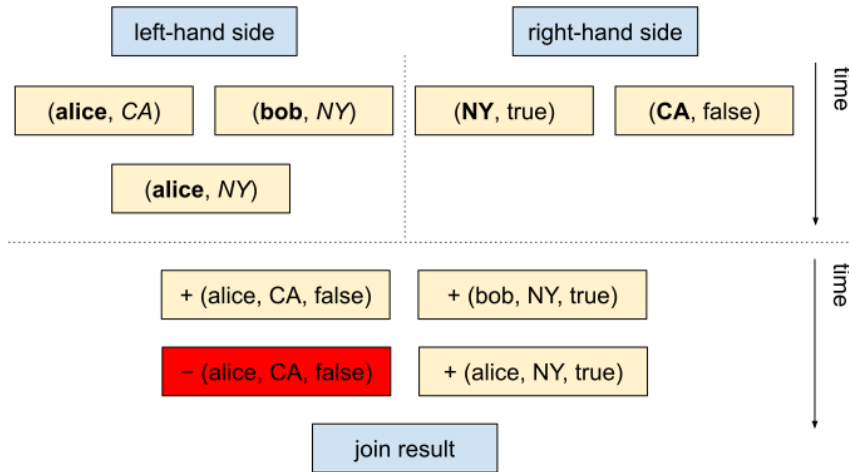 left-hand side
right-hand side
time
(alice, CA)
(bob, NY)
(NY, true)
(CA, false)
(alice, NY)
time
+ (alice, CA, false)
+ (bob, NY, true)
− (alice, CA, false)
+ (alice, NY, true)
join result